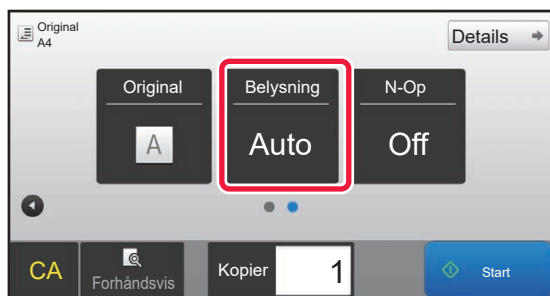 Original
A4
Details
Original
Belysning
N-Op
A
Auto
Off
CA
Forhåndsvis
Kopier
1
Start